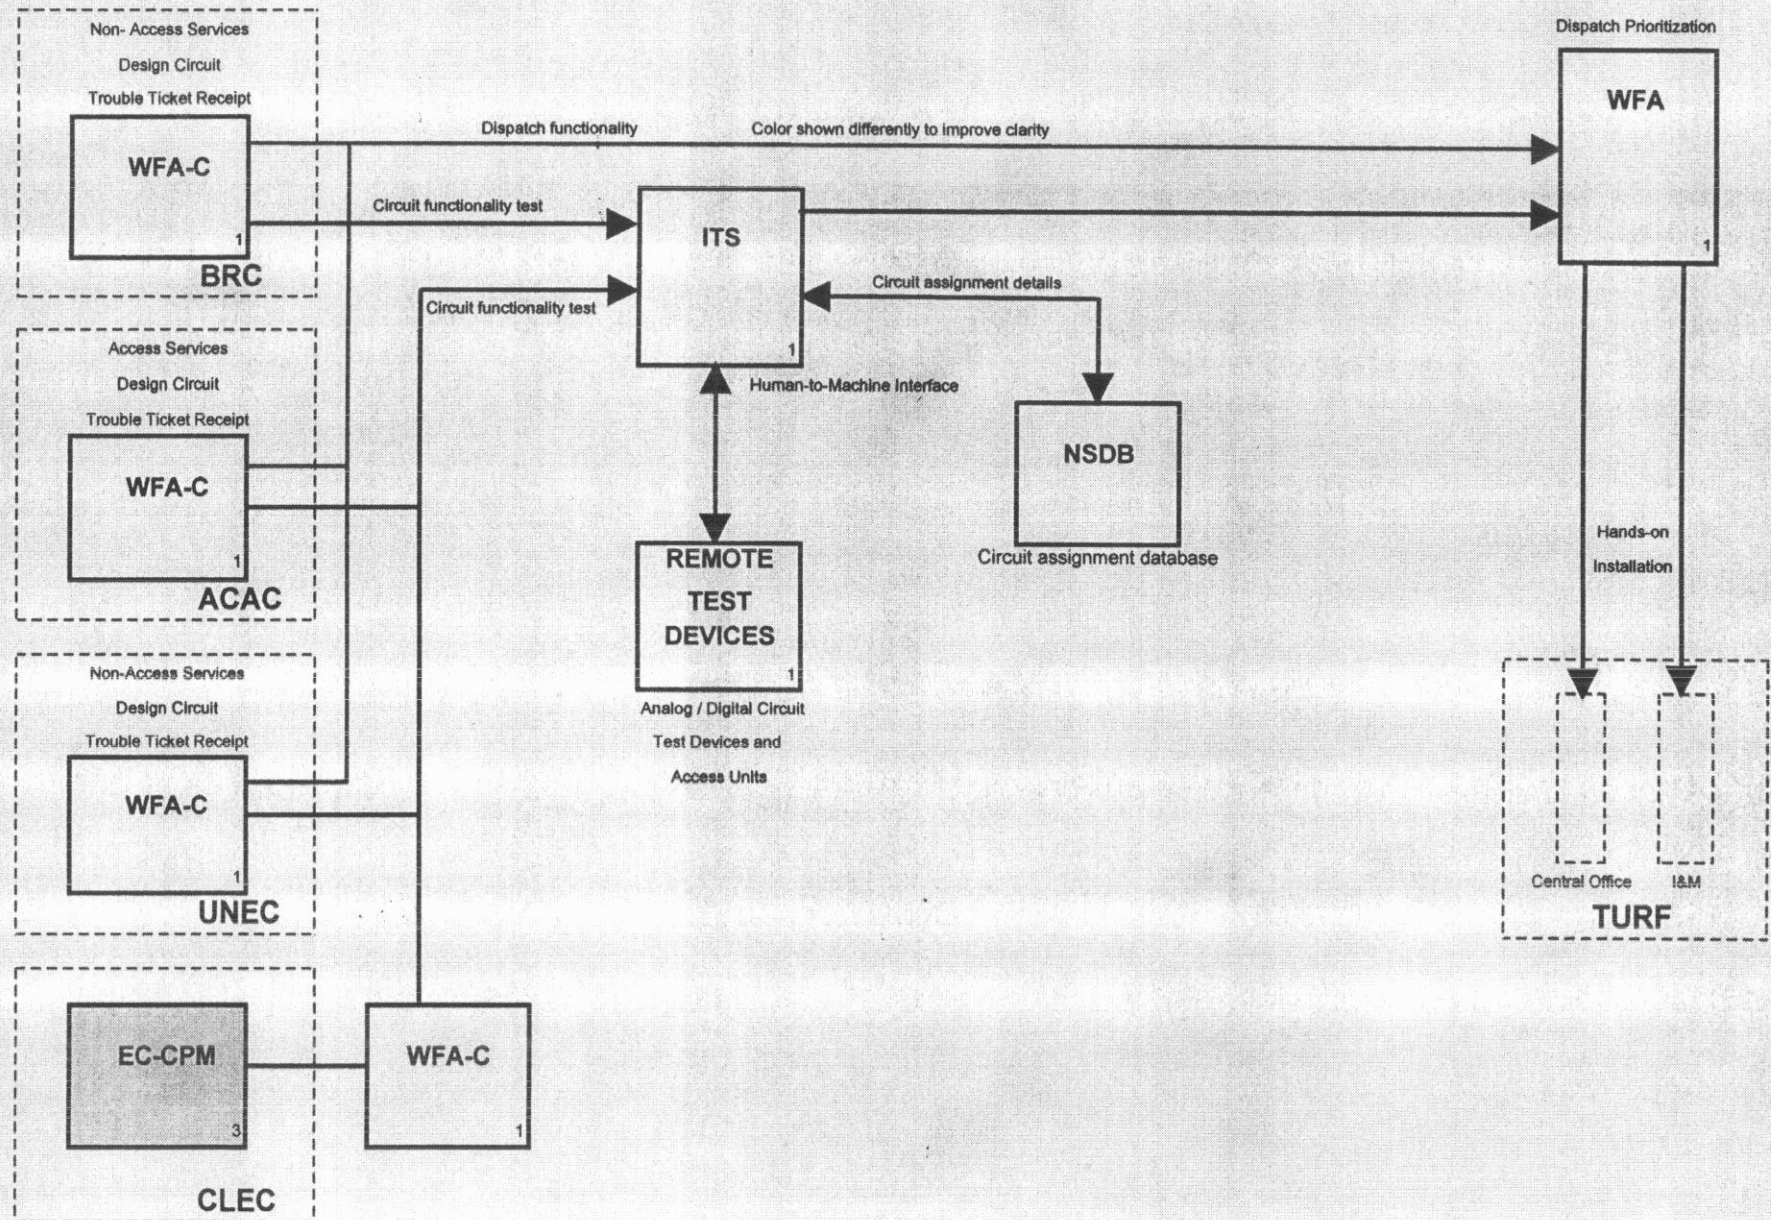 Non- Access Services
Design Circuit
Trouble Ticket Receipt
WFA-C
1
BRC
Dispatch functionality
Color shown differently to improve clarity
Dispatch Prioritization
WFA
1
Circuit functionality test
ITS
1
Circuit functionality test
Circuit assignment details
Human-to-Machine Interface
Access Services
Design Circuit
Trouble Ticket Receipt
WFA-C
1
ACAC
NSDB
Circuit assignment database
REMOTE
TEST
DEVICES
1
Analog / Digital Circuit
Test Devices and
Access Units
Hands-on
Installation
Non-Access Services
Design Circuit
Trouble Ticket Receipt
WFA-C
1
UNEC
Central Office
I&M
TURF
EC-CPM
3
CLEC
WFA-C
1